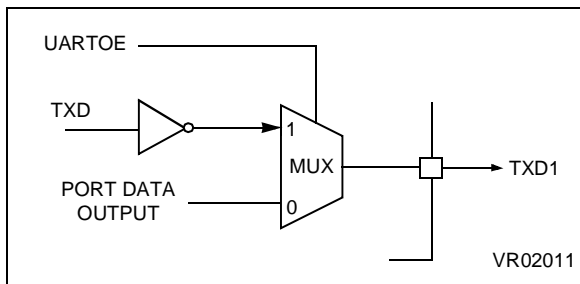 UARTOE
TXD
1
MUX
TXD1
PORT DATA
OUTPUT
0
VR02011